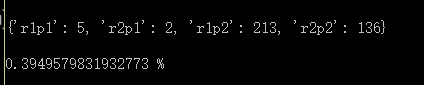 {'r1p1': 5, 'r2p1': 2, 'r1p2': 213, 'r2p2': 136}
0.3949579831932773 %